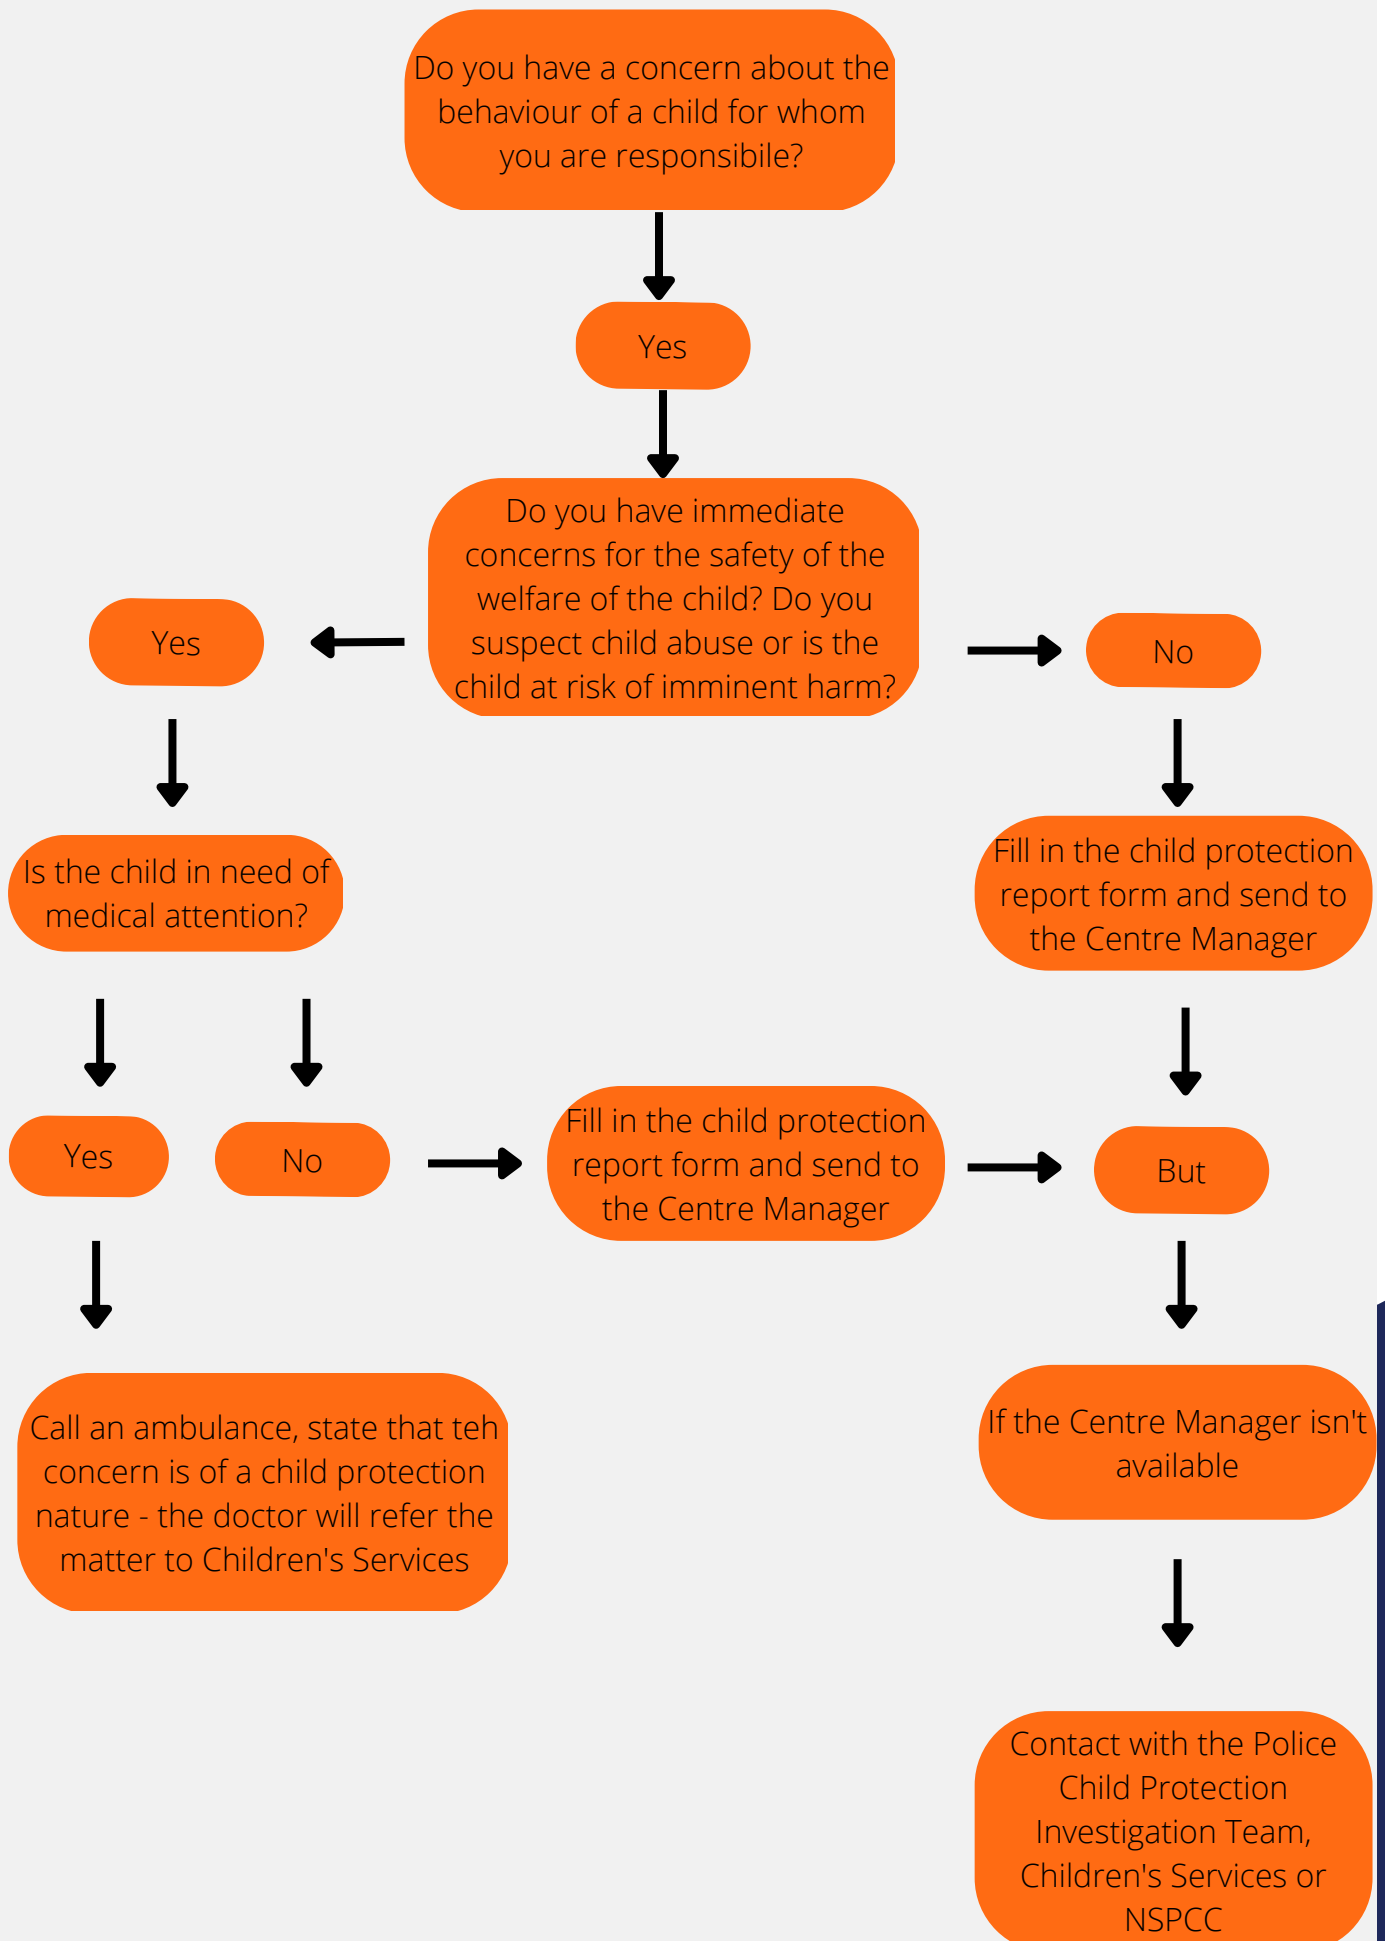 Do you have a concern about the
behaviour of a child for whom
you are responsibile?
Yes
Do you have immediate
concerns for the safety of the
welfare of the child? Do you
suspect child abuse or is the
child at risk of imminent harm?
Yes
No
Is the child in need of
medical attention?
Fill in the child protection
report form and send to
the Centre Manager
Yes
No
Fill in the child protection
report form and send to
the Centre Manager
But
Call an ambulance, state that teh
concern is of a child protection
nature - the doctor will refer the
matter to Children's Services
If the Centre Manager isn't
available
Contact with the Police
Child Protection
Investigation Team,
Children's Services or
NSPCC